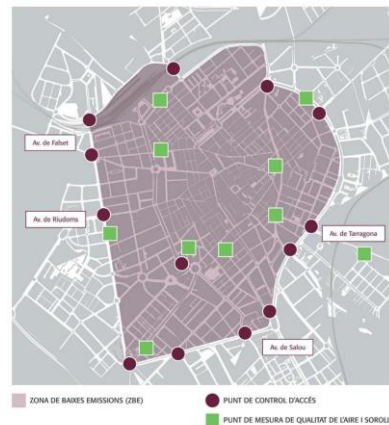 Av. de Falset
Av. de Riudoms
Av. de Tarragona
Av. de Salou
ZONA DE BAIXES EMISSIONS (ZBE)
PUNT DE CONTROL D'ACCÉS
PUNT DE MESURA DE QUALITAT DE L'AIRE I SOROLL